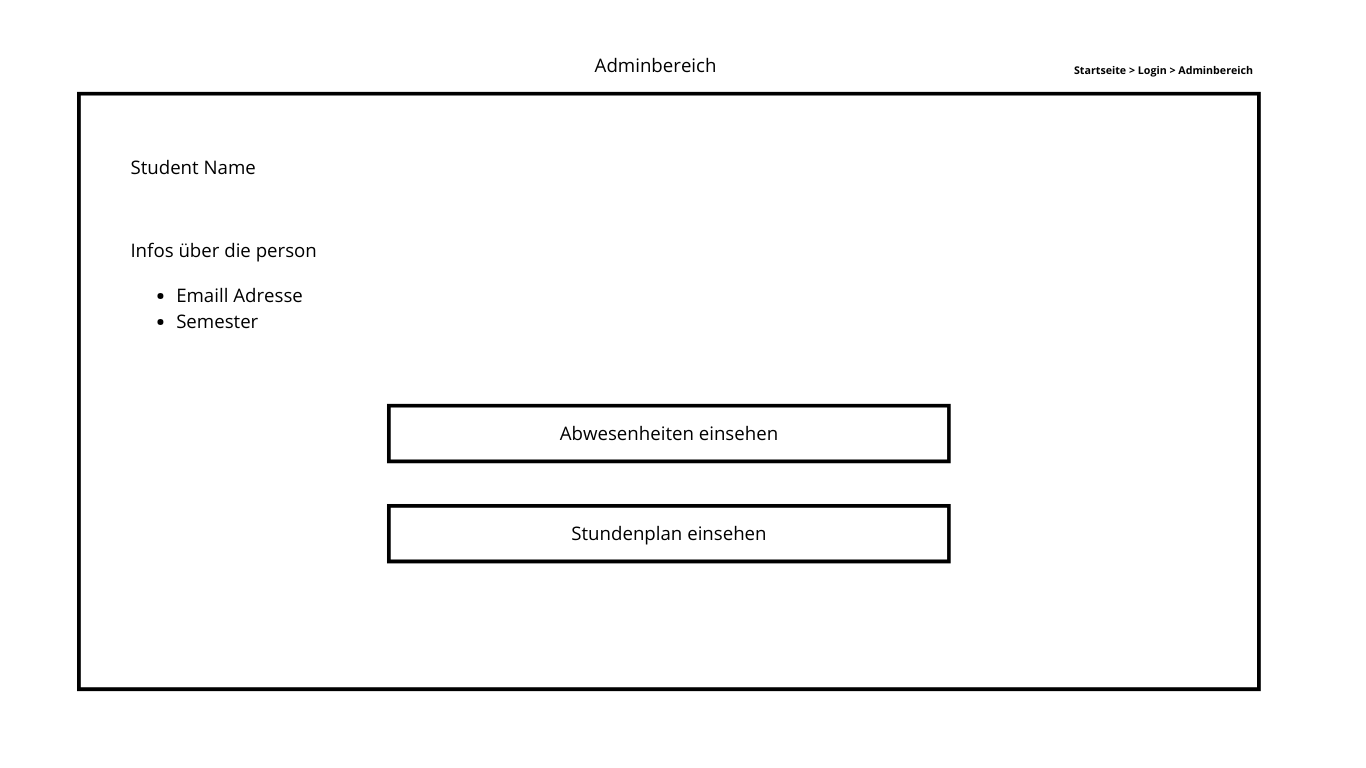 Adminbereich
Startseite > Login > Adminbereich
Student Name
Infos über die person
• Emaill Adresse
• Semester
Abwesenheiten einsehen
Stundenplan einsehen